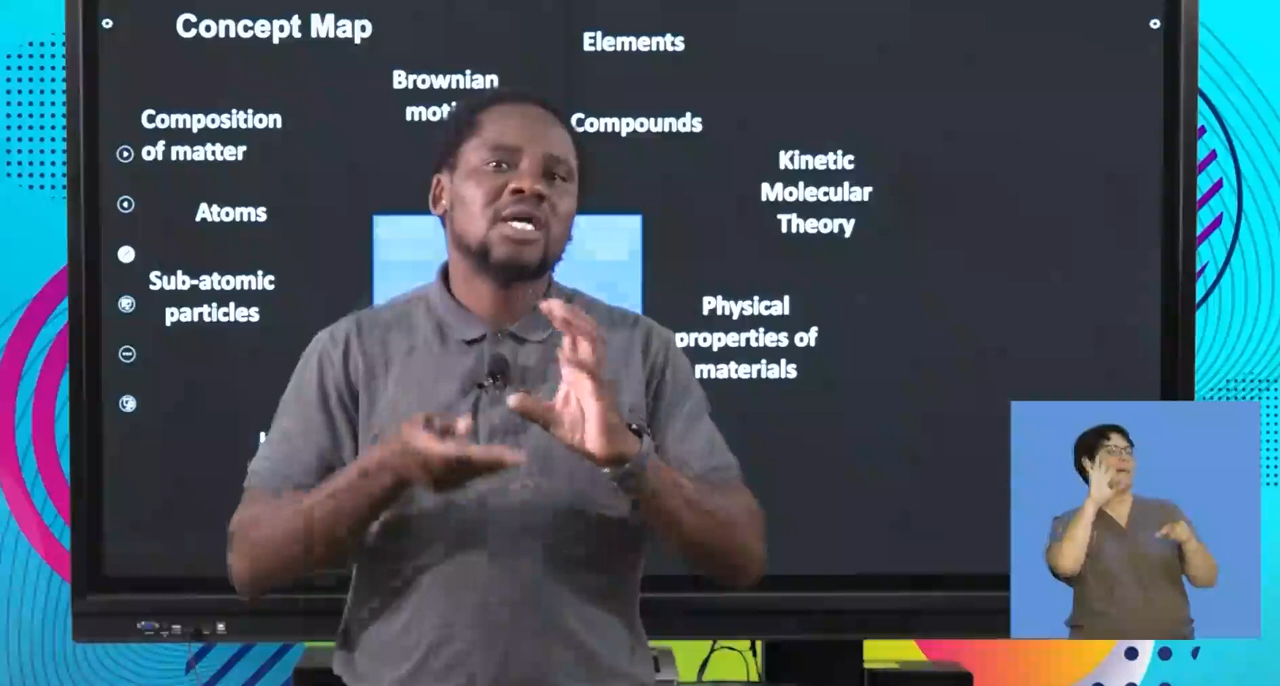 Concept Map
Elements
Brownian
Compounds
Composition
of matter
Kinetic
Molecular
Theory
Atoms
Sub-atomic
particles
Physical
properties of
materials